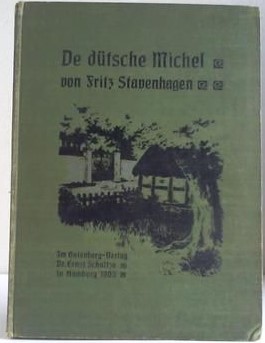 De dütsche Michel
von Fritz Stavenhagen
Im Gutenberg-Verlag
Dr. Ernst Schultze
in Hamburg 1905